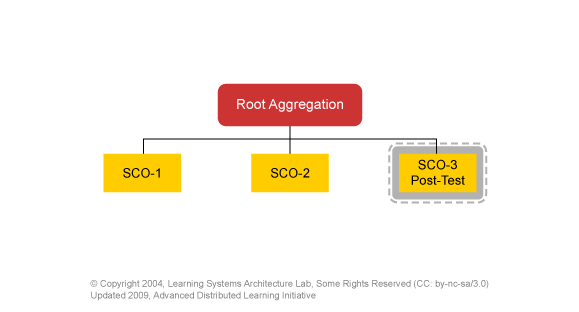 Root Aggregation
SCO-1
SCO-2
SCO-3
Post-Test
© Copyright 2004, Learning Systems Architecture Lab, Some Rights Reserved (CC: by-nc-sa/3.0)
Updated 2009, Advanced Distributed Learning Initiative